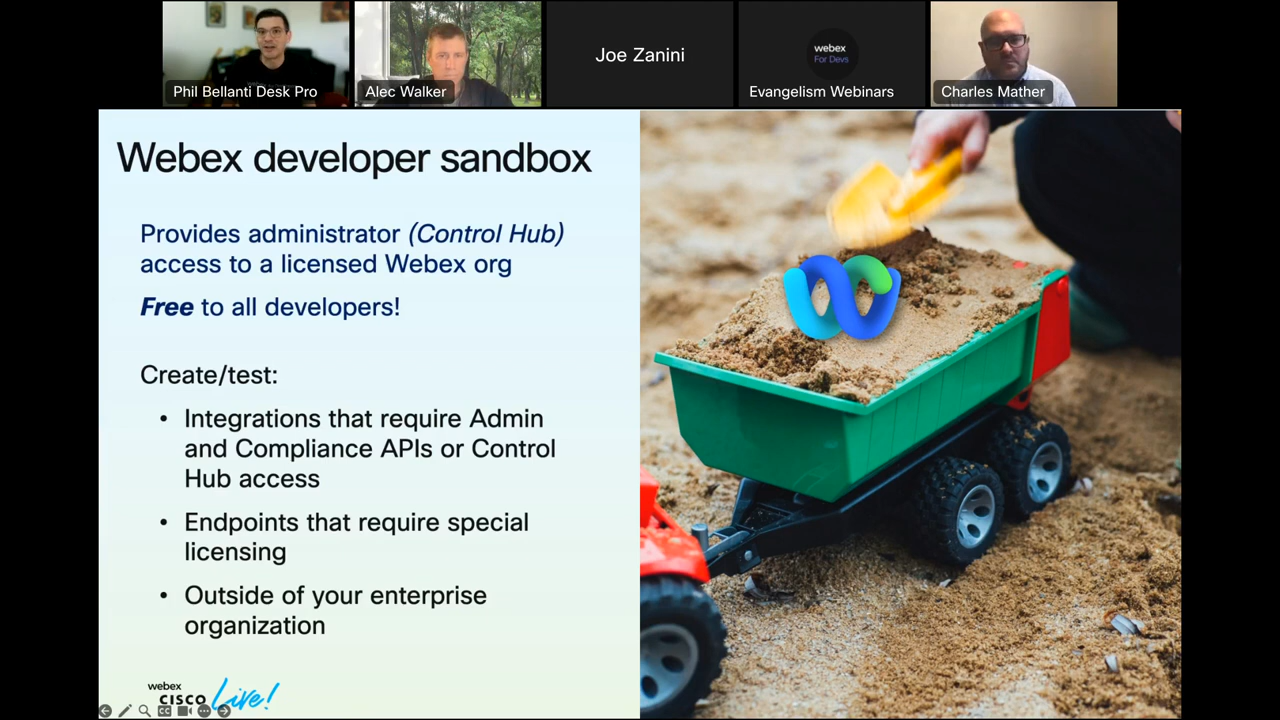 Phil Bellanti Desk Pro
Alec Walker
Joe Zanini
webex
For Devs
Evangelism Webinars
Charles Mather
Webex developer sandbox
Provides administrator (Control Hub)
access to a licensed Webex org
Free to all developers!
Create/test:
• Integrations that require Admin
and Compliance APIs or Control
Hub access
• Endpoints that require special
licensing
• Outside of your enterprise
organization
webex
CISCO Live!
CC